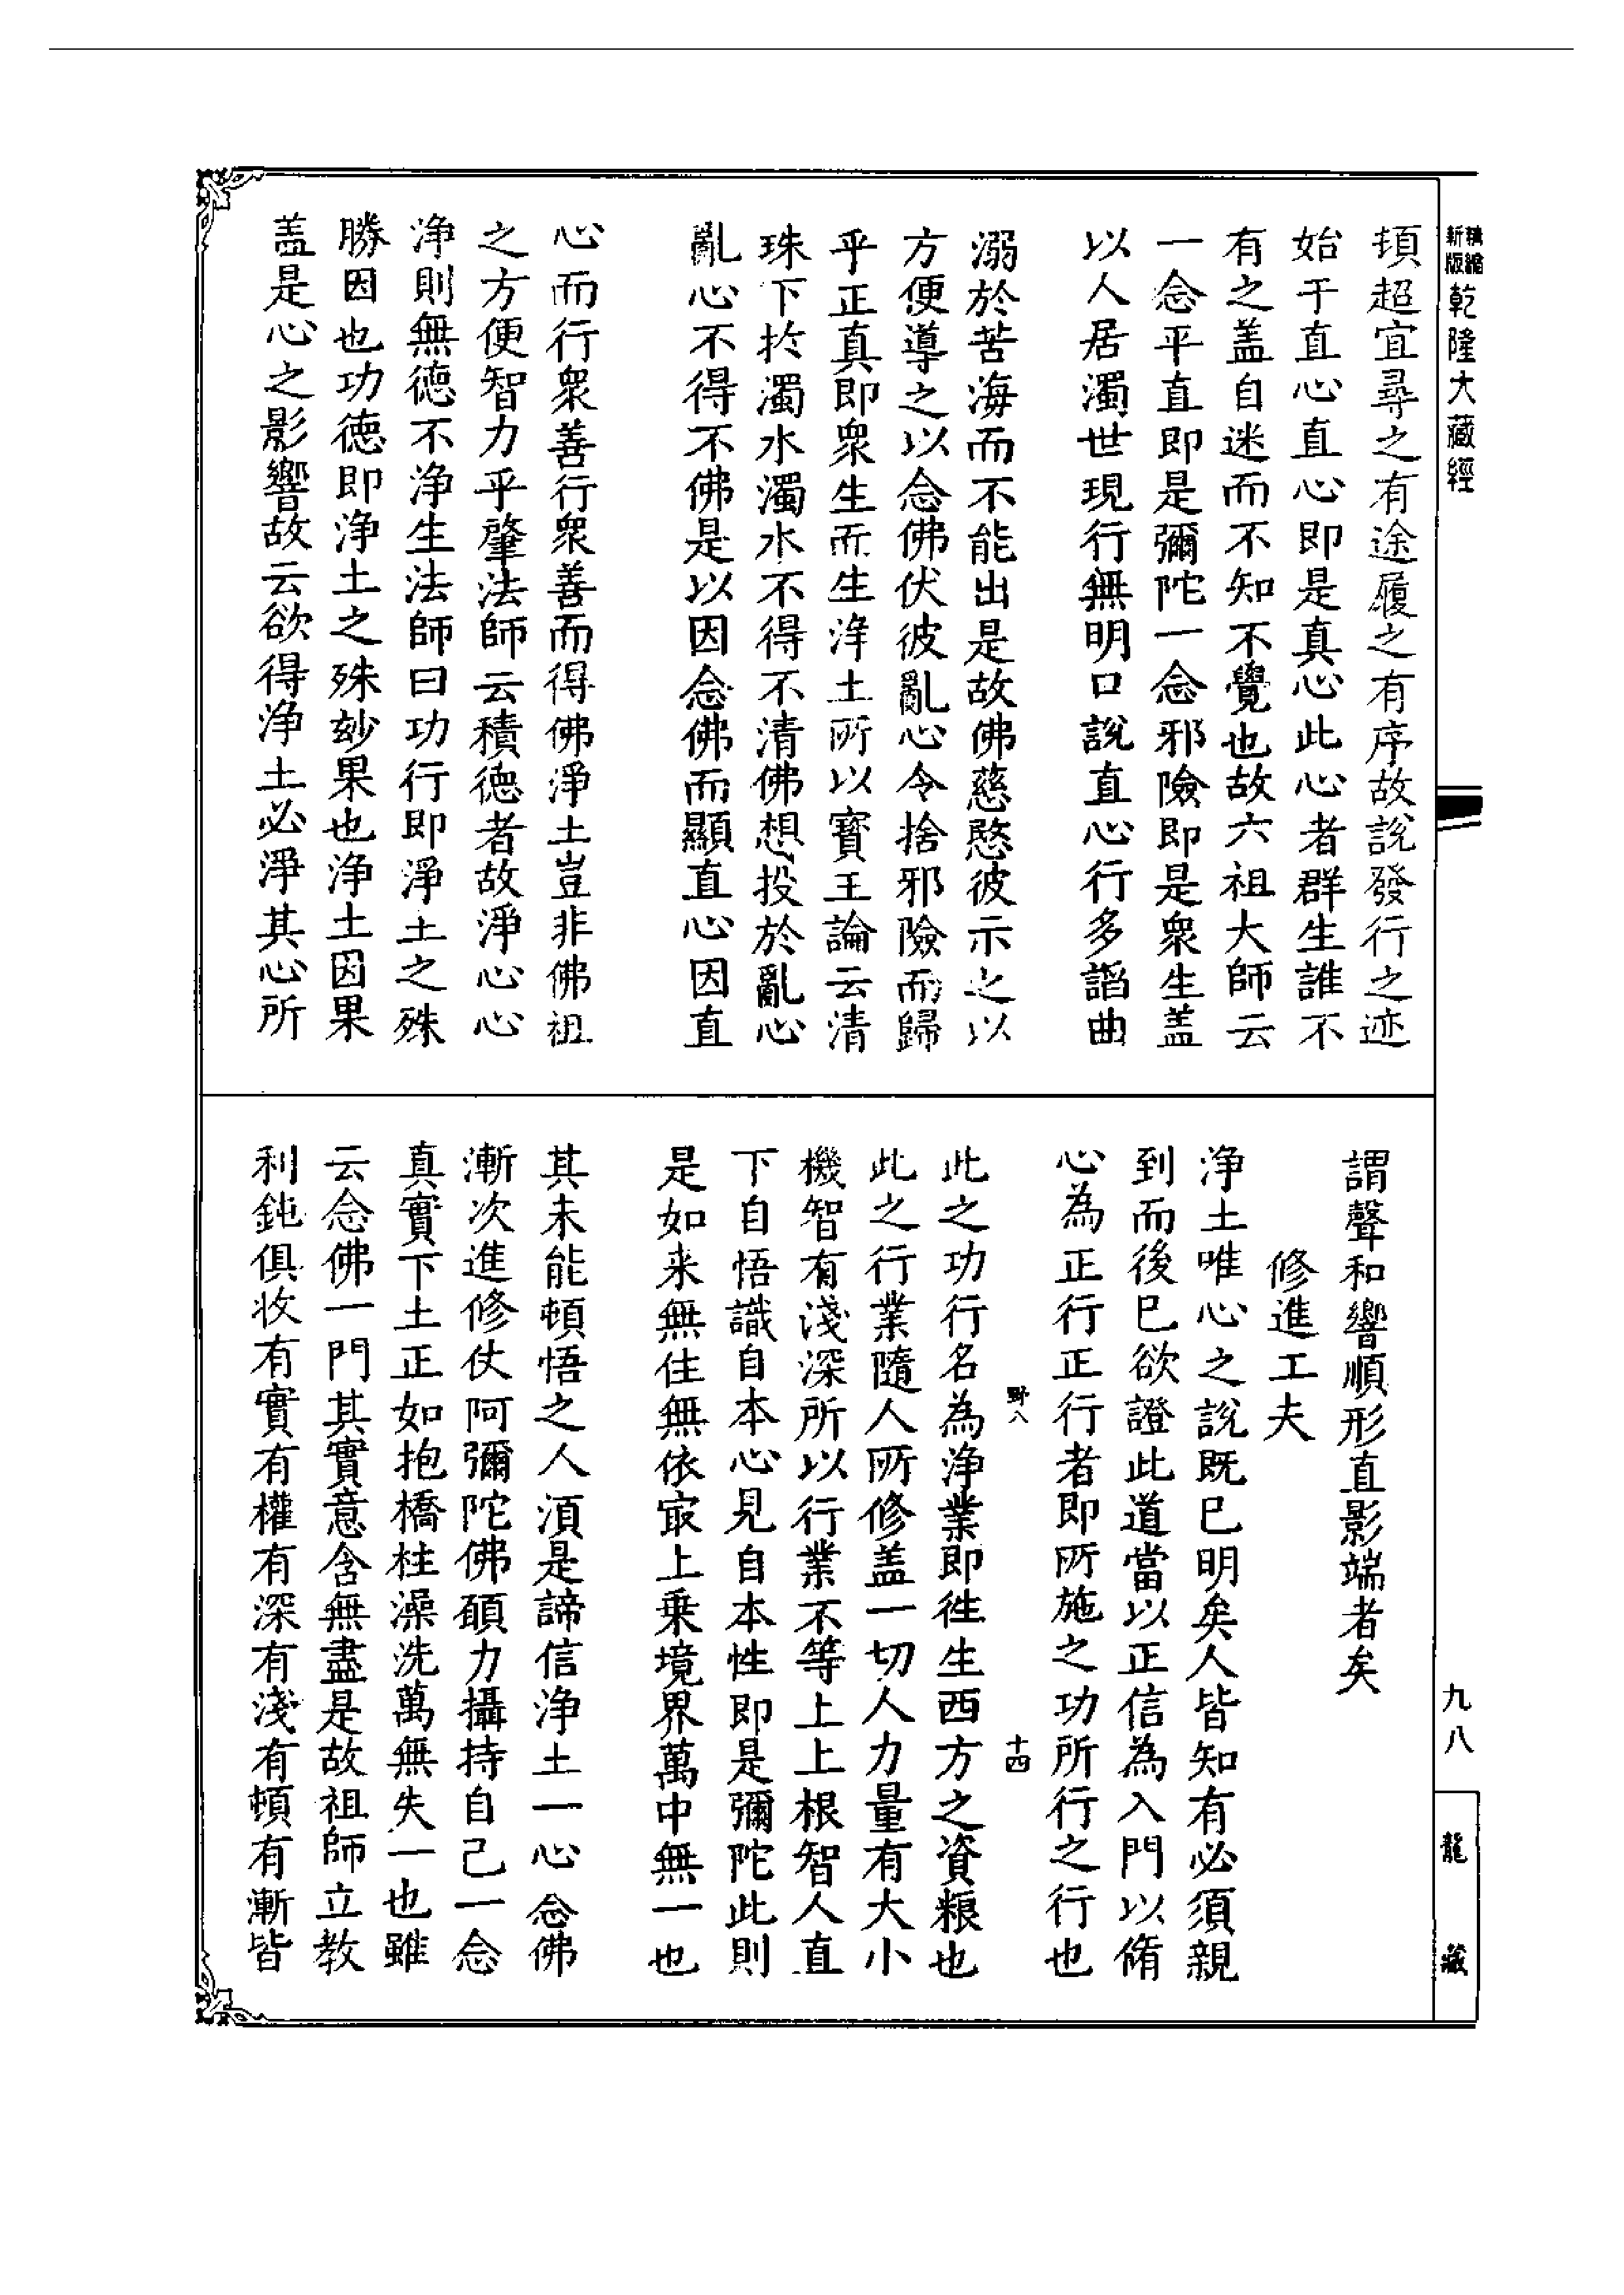 精縮
新版
乾隆大藏經
頓超宜尋之有途履之有序故說發行之迹
始于直心直心即是真心此心者群生誰不
有之盖自迷而不知不覺也故六祖大師云
一念平直即是彌陀一念邪險即是衆生盖
以人居濁世現行無明口說直心行多謟曲
溺於苦海而不能出是故佛慈愍彼示之以
方便導之以念佛伏彼亂心令捨邪險而歸
乎正真即衆生而生淨土所以寳王論云清
珠下扵濁水濁水不得不清佛想投於亂心
亂心不得不佛是以因念佛而顯直心因直
心而行衆善行衆善而得佛淨土豈非佛祖
之方便智力乎肇法師云積德者故淨心心
浄則無德不浄生法師曰功行即淨土之殊
勝因也功德即浄土之殊玅果也浄土因果
盖是心之影響故云欲得浄土必淨其心所
謂聲和響順形直影端者矣
修進工夫
浄土唯心之說既已明矣人皆知有必須親
到而後已欲證此道當以正信為入門以脩
心為正行正行者即所施之功所行之行也
野八
十四
此之功行名為浄業即徃生西方之資粮也
此之行業隨人所修盖一切人力量有大小
機智有淺深所以行業不等上上根智人直
下自悟識自本心見自本性即是彌陀此則
是如来無住無依㝡上乗境界萬中無一也
其未能頓悟之人湏是諦信浄土一心念佛
漸次進修仗阿彌陀佛願力攝持自己一念
真實下土正如抱橋柱澡洗萬無失一也雖
云念佛一門其實意含無盡是故祖師立教
利鈍俱收有實有權有深有淺有頓有漸皆
九八
龍藏